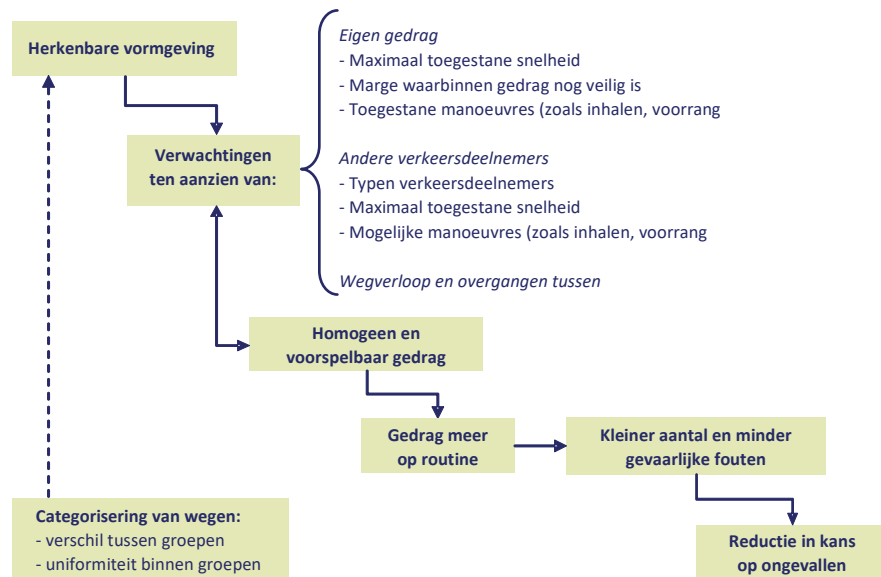 Herkenbare vormgeving
Eigen gedrag
- Maximaal toegestane snelheid
- Marge waarbinnen gedrag nog veilig is
- Toegestane manoeuvres (zoals inhalen, voorrang
Verwachtingen
ten aanzien van:
Andere verkeersdeelnemers
- Typen verkeersdeelnemers
- Maximaal toegestane snelheid
- Mogelijke manoeuvres (zoals inhalen, voorrang
Wegverloop en overgangen tussen
Homogeen en
voorspelbaar gedrag
Gedrag meer
op routine
Kleiner aantal en minder
gevaarlijke fouten
Categorisering van wegen:
- verschil tussen groepen
- uniformiteit binnen groepen
Reductie in kans
op ongevallen